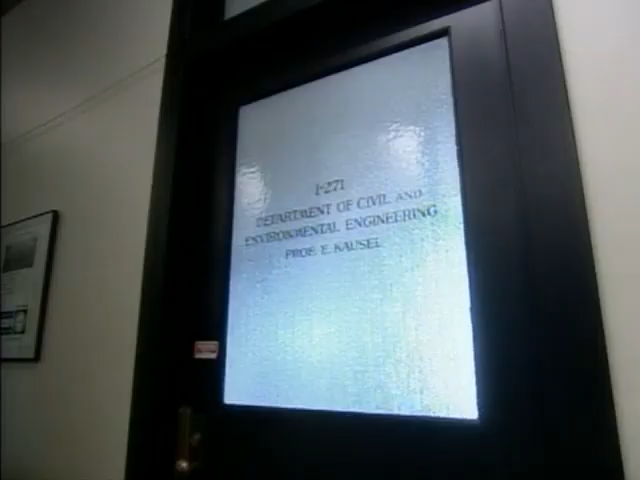 1-271
DEPARTMENT OF CIVIL AND
ENVIRONMENTAL ENGINEERING
PROF. E. KAUSEL